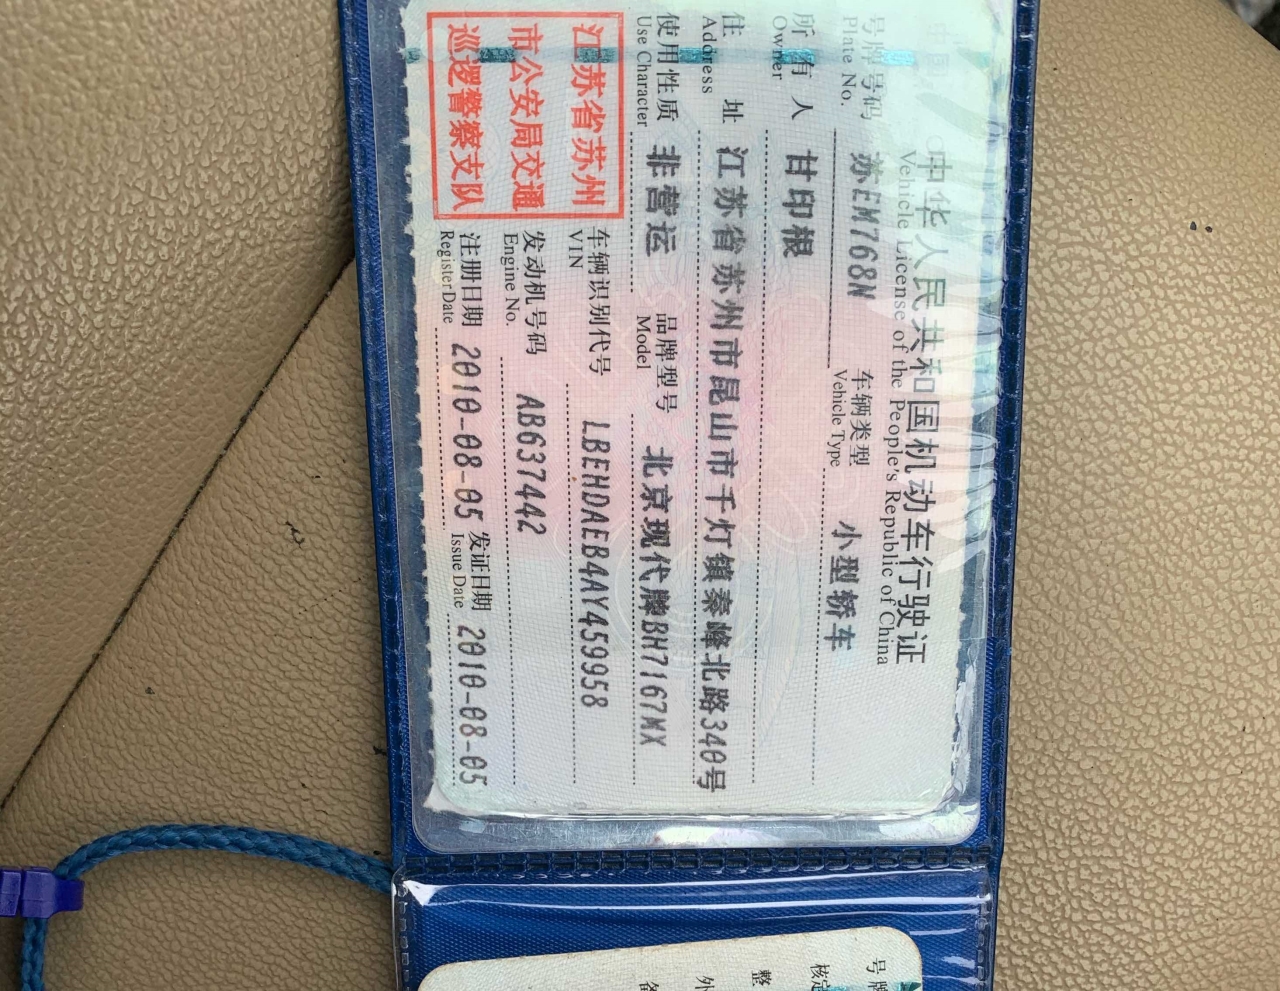 中华人民共和国机动车行驶证
Vehicle License of the People's Republic of China
号牌号码 苏EM768N 车辆类型 小型轿车
Plate No. Vehicle Type
所有人 甘印根
Owner
住址 江苏省苏州市昆山市千灯镇秦峰北路340号
Address
使用性质 非营运 品牌型号 北京现代牌BH7167MX
Use Character Model
江苏省苏州
市公安局交通
巡逻警察支队
车辆识别代号 LBEHDAEB4AY459958
VIN
发动机号码 AB637442
Engine No.
注册日期 2010-08-05 发证日期 2010-08-05
Register Date Issue Date
号牌
核定
整
外